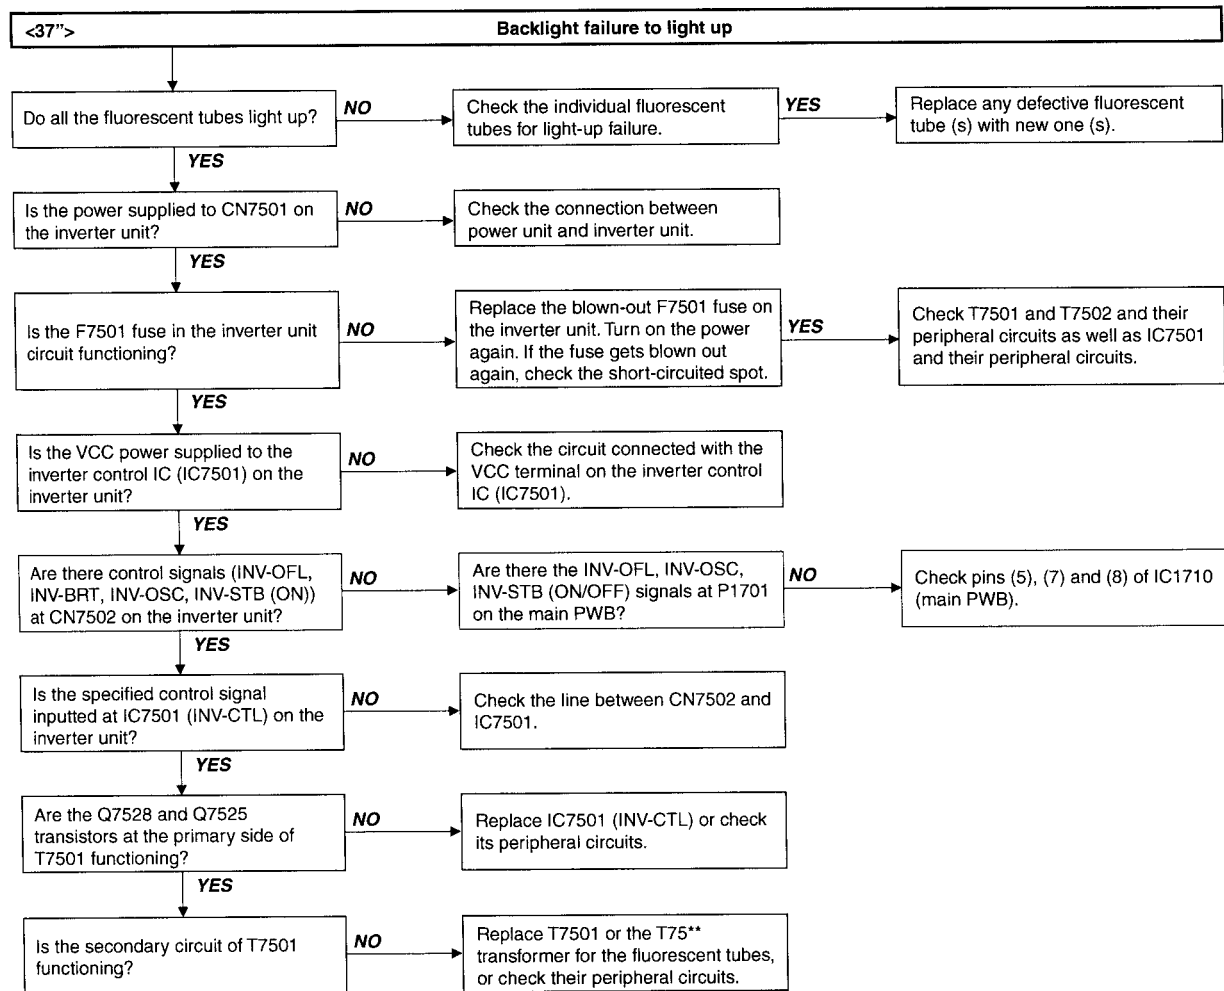 <37">
Backlight failure to light up
Do all the fluorescent tubes light up?
NO
Check the individual fluorescent
tubes for light-up failure.
YES
Replace any defective fluorescent
tube (s) with new one (s).
YES
Is the power supplied to CN7501 on
the inverter unit?
NO
Check the connection between
power unit and inverter unit.
YES
Is the F7501 fuse in the inverter unit
circuit functioning?
NO
Replace the blown-out F7501 fuse on
the inverter unit. Turn on the power
again. If the fuse gets blown out
again, check the short-circuited spot.
YES
Check T7501 and T7502 and their
peripheral circuits as well as IC7501
and their peripheral circuits.
YES
Is the VCC power supplied to the
inverter control IC (IC7501) on the
inverter unit?
NO
Check the circuit connected with the
VCC terminal on the inverter control
IC (IC7501).
YES
Are there control signals (INV-OFL,
INV-BRT, INV-OSC, INV-STB (ON))
at CN7502 on the inverter unit?
NO
Are there the INV-OFL, INV-OSC,
INV-STB (ON/OFF) signals at P1701
on the main PWB?
NO
Check pins (5), (7) and (8) of IC1710
(main PWB).
YES
Is the specified control signal
inputted at IC7501 (INV-CTL) on the
inverter unit?
NO
Check the line between CN7502 and
IC7501.
YES
Are the Q7528 and Q7525
transistors at the primary side of
T7501 functioning?
NO
Replace IC7501 (INV-CTL) or check
its peripheral circuits.
YES
Is the secondary circuit of T7501
functioning?
NO
Replace T7501 or the T75**
transformer for the fluorescent tubes,
or check their peripheral circuits.